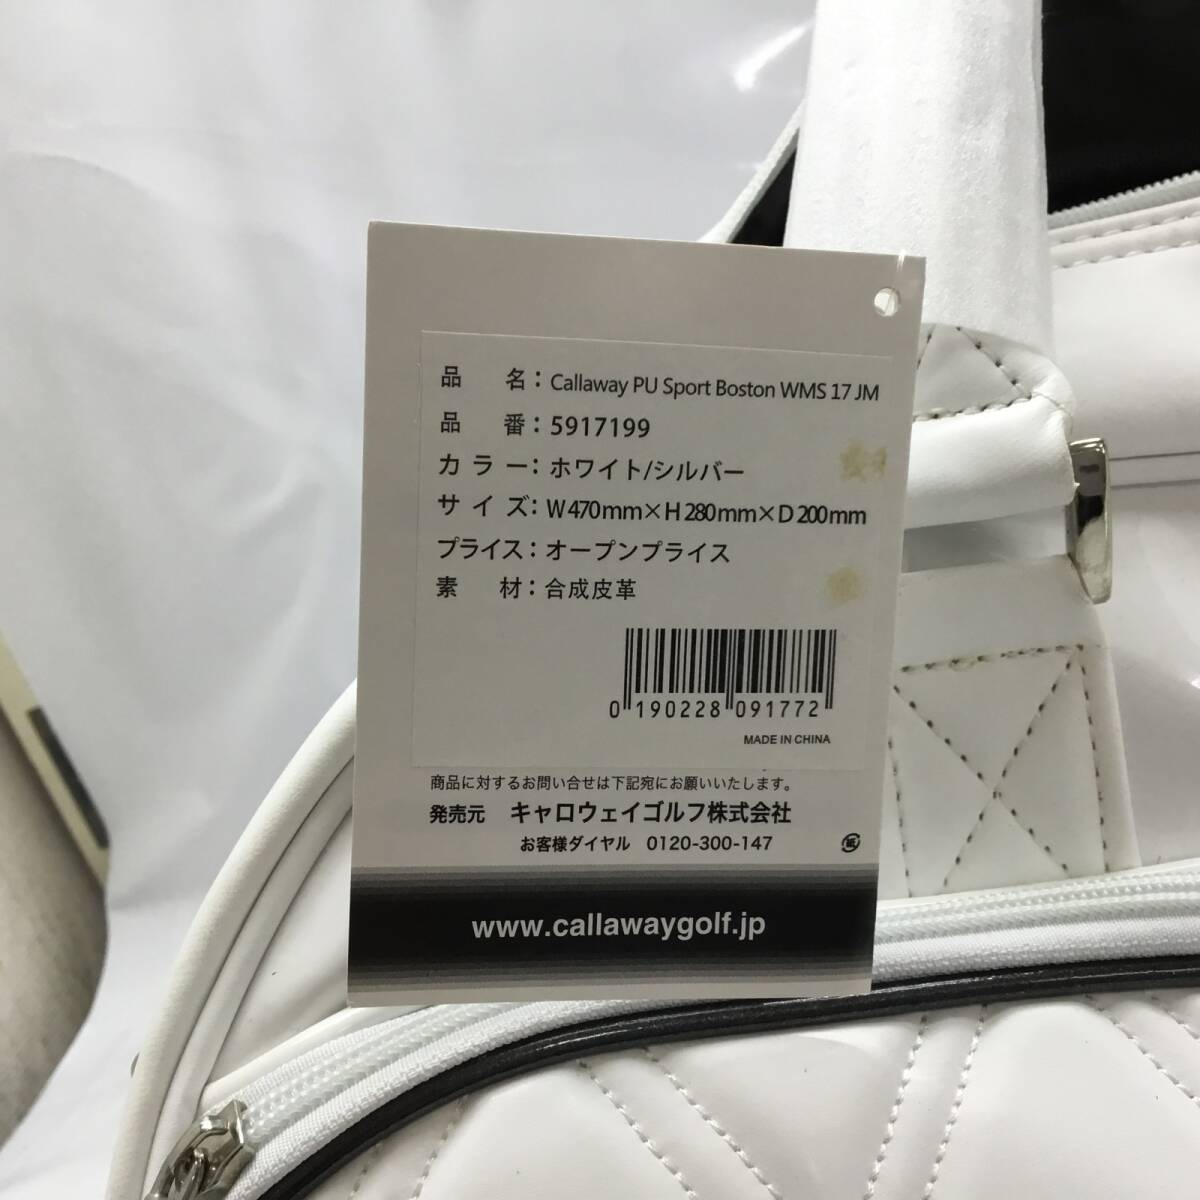 品 名：Callaway PU Sport Boston WMS 17 JM
品 番：5917199
カ ラ ー：ホワイト/シルバー
サ イ ズ：W470mm×H280mm×D200mm
プライス：オープンプライス
素 材：合成皮革
0 190228 091772
MADE IN CHINA
商品に対するお問い合せは下記宛にお願いいたします。
発売元 キャロウェイゴルフ株式会社
お客様ダイヤル 0120-300-147
紙
www.callawaygolf.jp